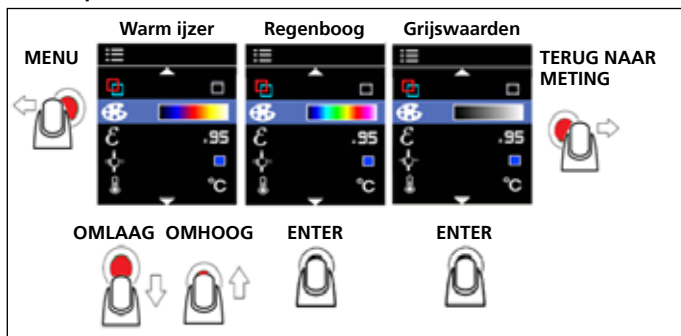 Warm ijzer Regenboog Grijswaarden
MENU
TERUG NAAR
METING
.95 .95 .95
°C °C °C
OMLAAG OMHOOG ENTER ENTER